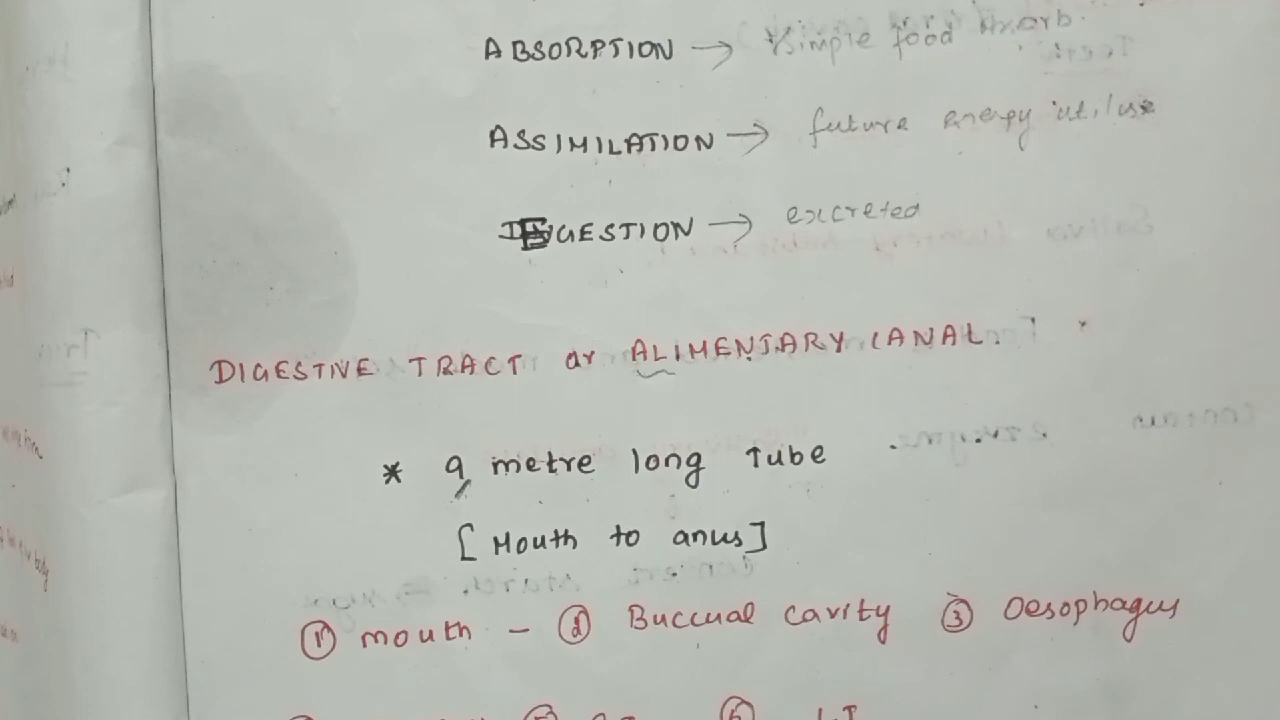 ABSORPTION → simple food absorb.
ASSIMILATION → future energy utilise
EGESTION → excreted
DIGESTIVE TRACT or ALIMENTARY CANAL.
* 9 metre long Tube
[Mouth to anus]
① mouth - ② Buccual cavity ③ Oesophagus